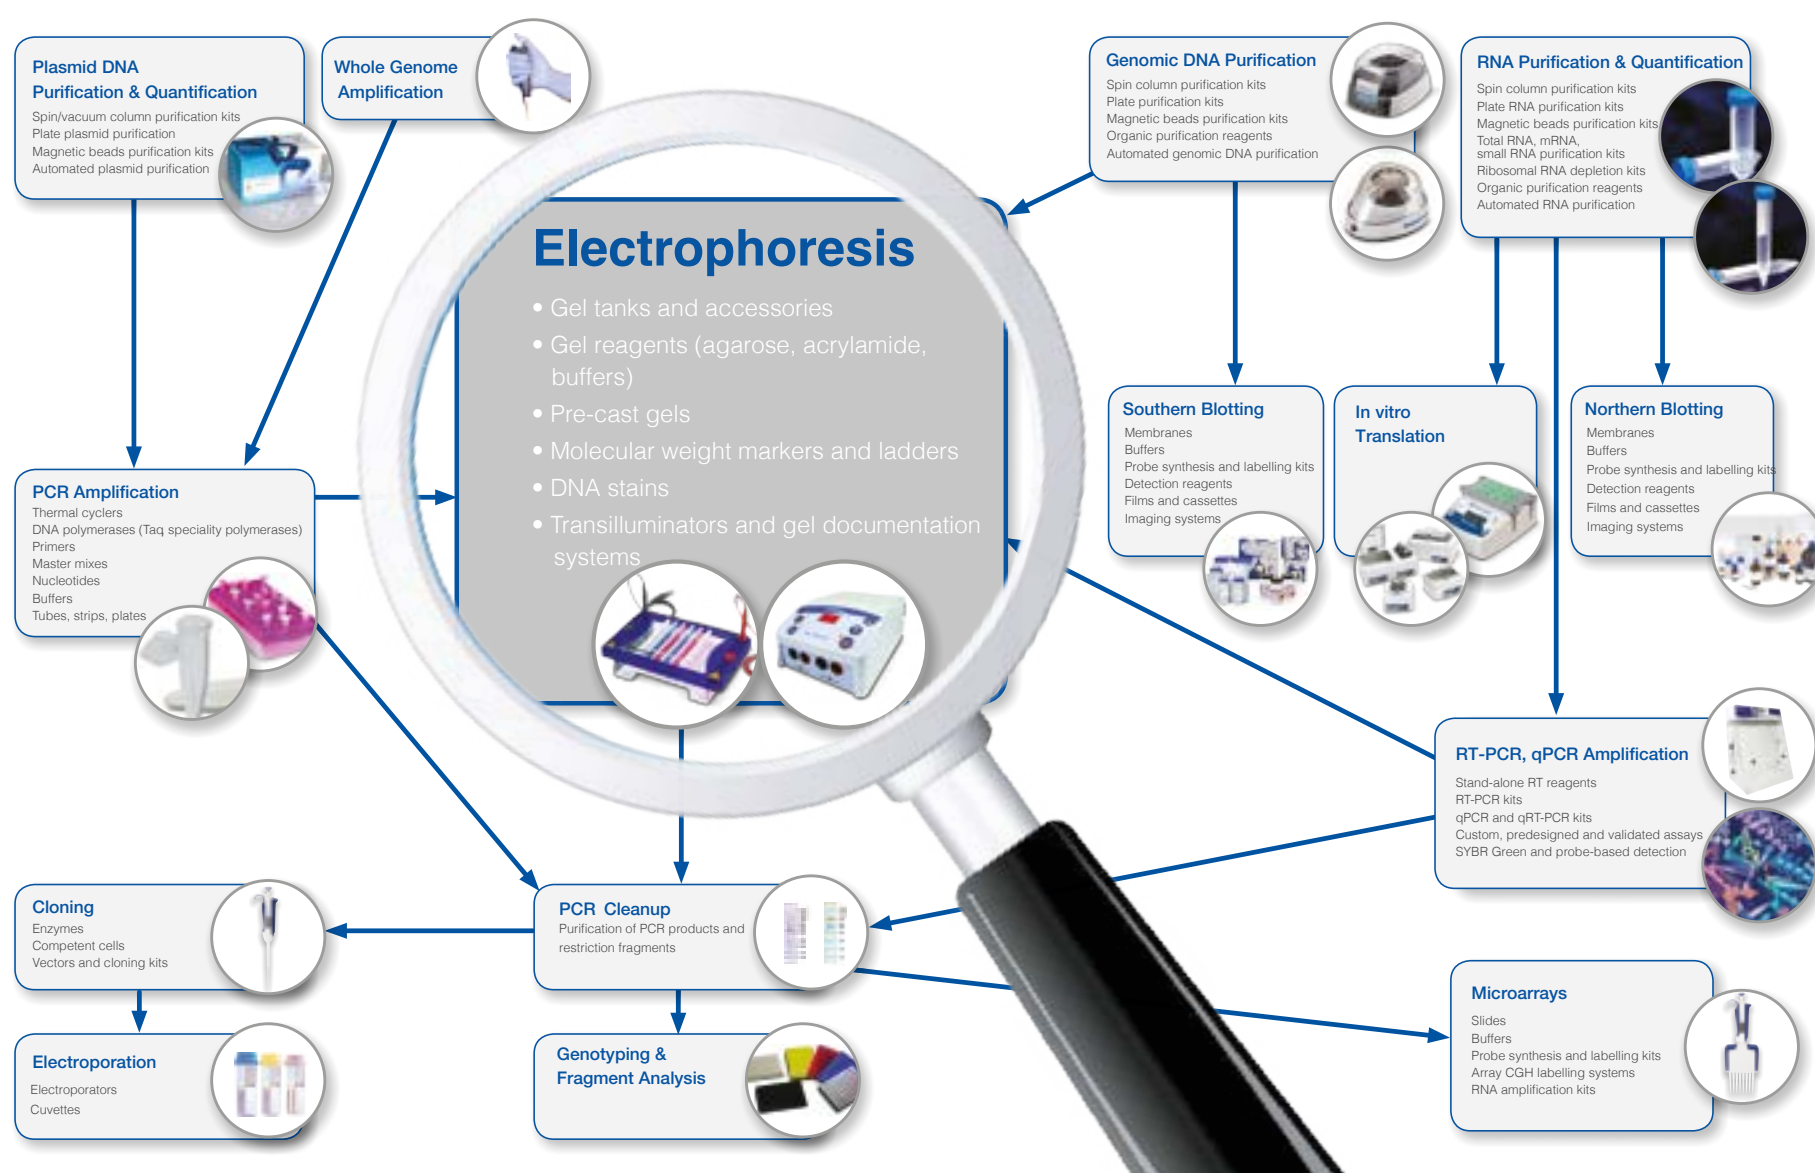 Plasmid DNA
Purification & Quantification
Spin/vacuum column purification kits
Plate plasmid purification
Magnetic beads purification kits
Automated plasmid purification
Whole Genome
Amplification
Genomic DNA Purification
Spin column purification kits
Plate purification kits
Magnetic beads purification kits
Organic purification reagents
Automated genomic DNA purification
RNA Purification & Quantification
Spin column purification kits
Plate RNA purification kits
Magnetic beads purification kits
Total RNA, mRNA,
small RNA purification kits
Ribosomal RNA depletion kits
Organic purification reagents
Automated RNA purification
Electrophoresis
• Gel tanks and accessories
• Gel reagents (agarose, acrylamide,
buffers)
• Pre-cast gels
• Molecular weight markers and ladders
• DNA stains
• Transilluminators and gel documentation
systems
Southern Blotting
Membranes
Buffers
Probe synthesis and labelling kits
Detection reagents
Films and cassettes
Imaging systems
In vitro
Translation
Northern Blotting
Membranes
Buffers
Probe synthesis and labelling kits
Detection reagents
Films and cassettes
Imaging systems
PCR Amplification
Thermal cyclers
DNA polymerases (Taq, speciality polymerases)
Primers
Master mixes
Nucleotides
Buffers
Tubes, strips, plates
RT-PCR, qPCR Amplification
Stand-alone RT reagents
RT-PCR kits
qPCR and qRT-PCR kits
Custom, predesigned and validated assays
SYBR Green and probe-based detection
Cloning
Enzymes
Competent cells
Vectors and cloning kits
PCR Cleanup
Purification of PCR products and
restriction fragments
Microarrays
Slides
Buffers
Probe synthesis and labelling kits
Array CGH labelling systems
RNA amplification kits
Electroporation
Electroporators
Cuvettes
Genotyping &
Fragment Analysis